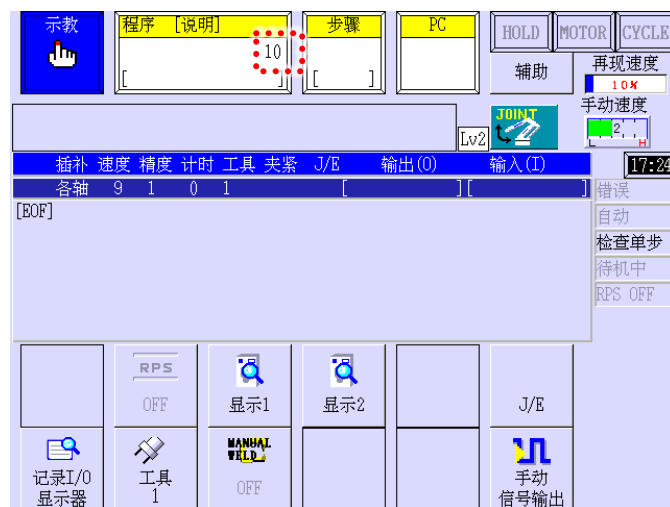 示教 程序 [说明] 步骤 PC HOLD MOTOR CYCLE
10
[ ] [ ] 辅助 再现速度
10%
手动速度
2
L H
Lv2 JOINT
插补 速度 精度 计时 工具 夹紧 J/E 输出(O) 输入(I) 17:24
各轴 9 1 0 1 [ ][ ] 错误
[EOF] 自动
检查单步
待机中
RPS OFF
RPS
OFF 显示1 显示2 J/E
MANUAL
WELD
记录I/O 工具 OFF 手动
显示器 1 信号输出